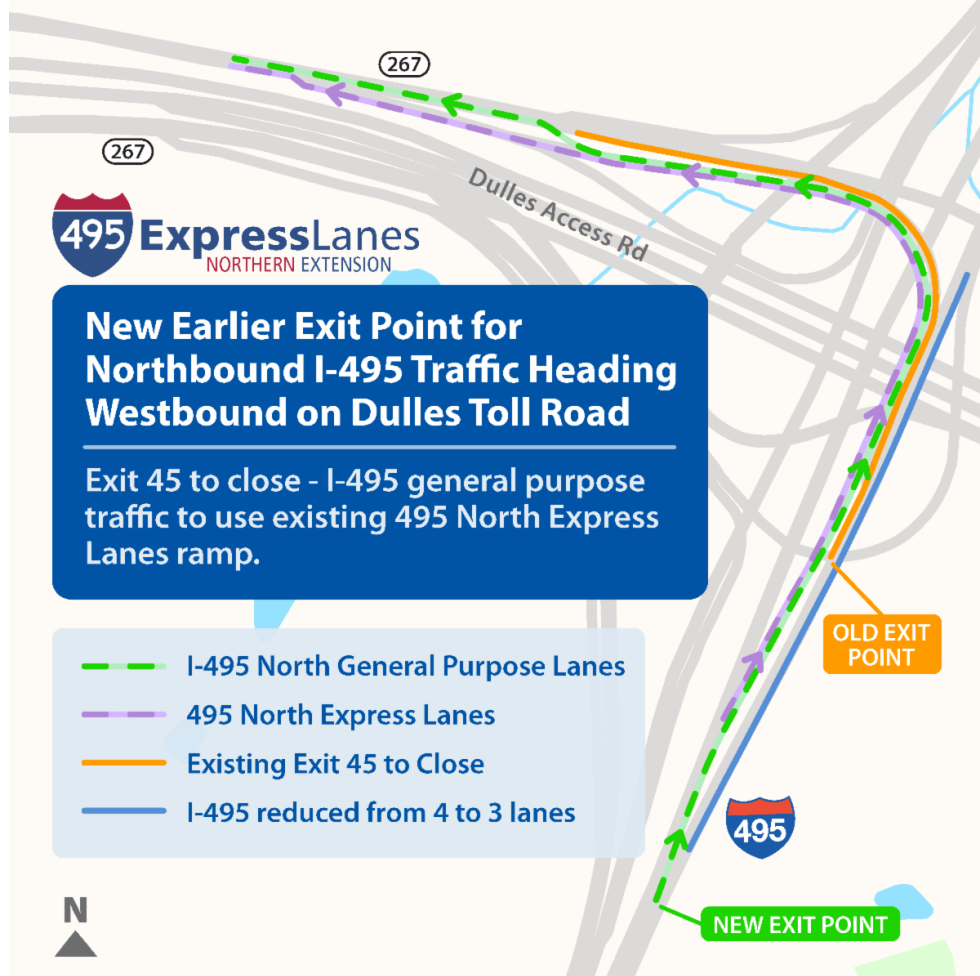 267
267
Dulles Access Rd
495 ExpressLanes
NORTHERN EXTENSION
New Earlier Exit Point for
Northbound I-495 Traffic Heading
Westbound on Dulles Toll Road
Exit 45 to close - I-495 general purpose
traffic to use existing 495 North Express
Lanes ramp.
OLD EXIT
POINT
I-495 North General Purpose Lanes
495 North Express Lanes
Existing Exit 45 to Close
I-495 reduced from 4 to 3 lanes
495
N
NEW EXIT POINT